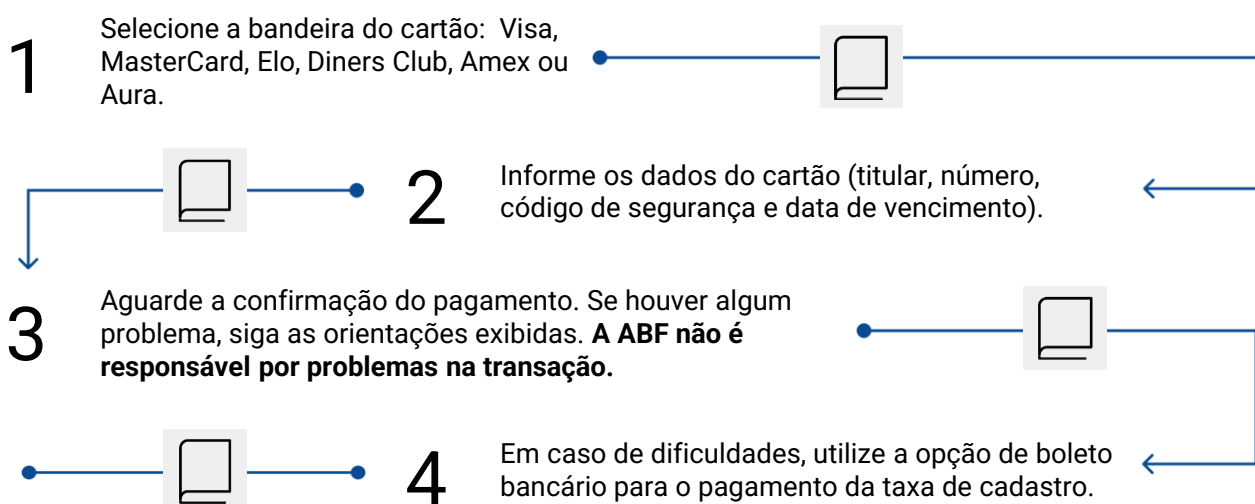 1
Selecione a bandeira do cartão: Visa,
MasterCard, Elo, Diners Club, Amex ou
Aura.
2
Informe os dados do cartão (titular, número,
código de segurança e data de vencimento).
3
Aguarde a confirmação do pagamento. Se houver algum
problema, siga as orientações exibidas. A ABF não é
responsável por problemas na transação.
4
Em caso de dificuldades, utilize a opção de boleto
bancário para o pagamento da taxa de cadastro.